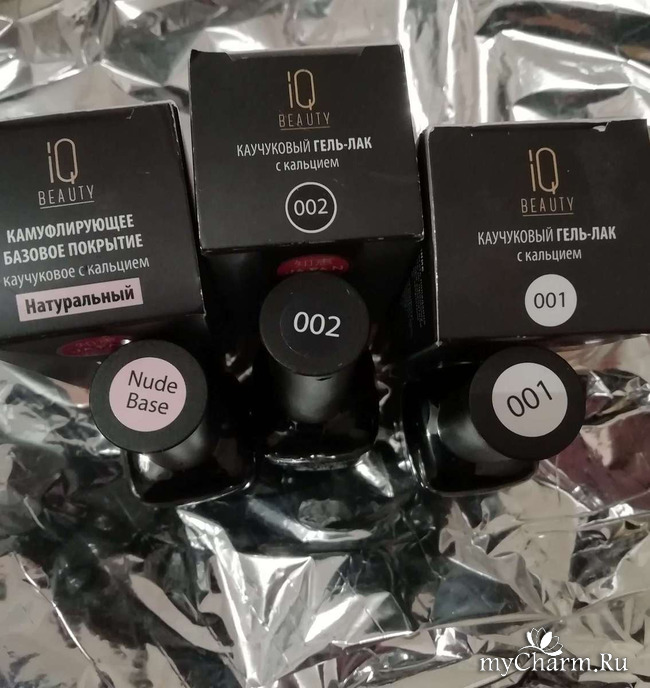 iQ
BEAUTY
КАМУФЛИРУЮЩЕЕ
БАЗОВОЕ ПОКРЫТИЕ
каучуковое с кальцием
Натуральный
iQ
BEAUTY
КАУЧУКОВЫЙ ГЕЛЬ-ЛАК
с кальцием
002
iQ
BEAUTY
КАУЧУКОВЫЙ ГЕЛЬ-ЛАК
с кальцием
001
Nude
Base
002
001
myCharm.Ru